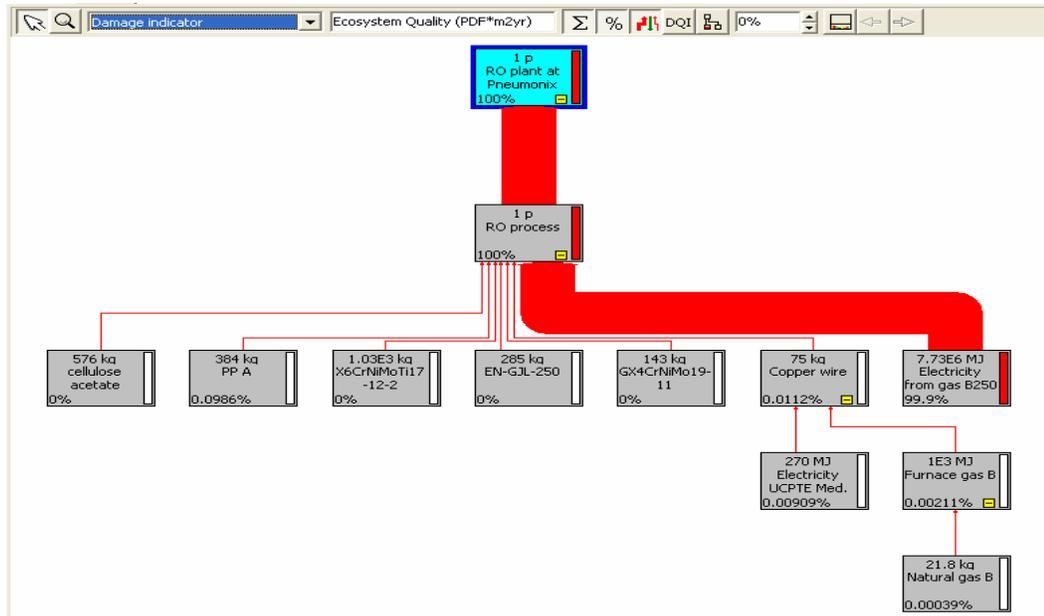 Damage indicator
Ecosystem Quality (PDF*m2yr)
Σ
%
DQI
0%
1 p
RO plant at
Pneumonix
100%
1 p
RO process
100%
576 kg
cellulose
acetate
0%
384 kg
PP A
0.0986%
1.03E3 kg
X6CrNiMoTi17
-12-2
0%
285 kg
EN-GJL-250
0%
143 kg
GX4CrNiMo19-
11
0%
75 kg
Copper wire
0.0112%
7.73E6 MJ
Electricity
from gas B250
99.9%
270 MJ
Electricity
UCPTE Med.
0.00909%
1E3 MJ
Furnace gas B
0.00211%
21.8 kg
Natural gas B
0.00039%